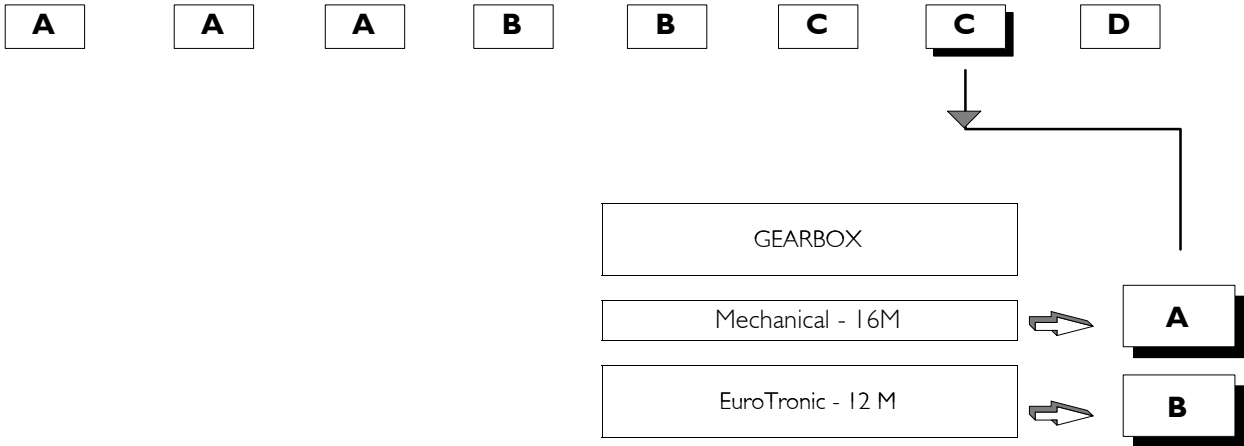 A A A B B C C D
GEARBOX
Mechanical - 16M A
EuroTronic - 12 M B